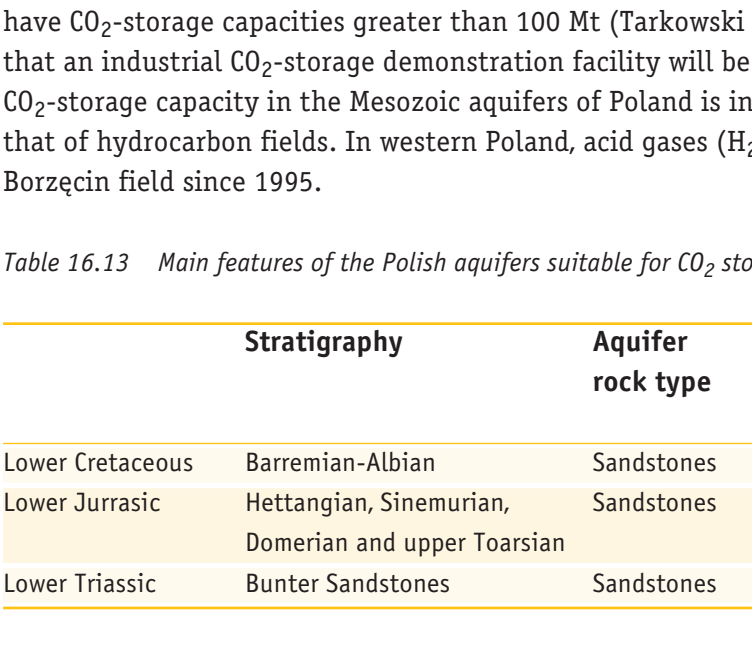 have CO₂-storage capacities greater than 100 Mt (Tarkowski
that an industrial CO₂-storage demonstration facility will be
CO₂-storage capacity in the Mesozoic aquifers of Poland is in
that of hydrocarbon fields. In western Poland, acid gases (H₂
Borzęcin field since 1995.
Table 16.13 Main features of the Polish aquifers suitable for CO₂ sto
Stratigraphy Aquifer
rock type
Lower Cretaceous Barremian-Albian Sandstones
Lower Jurrasic Hettangian, Sinemurian, Sandstones
Domerian and upper Toarsian
Lower Triassic Bunter Sandstones Sandstones